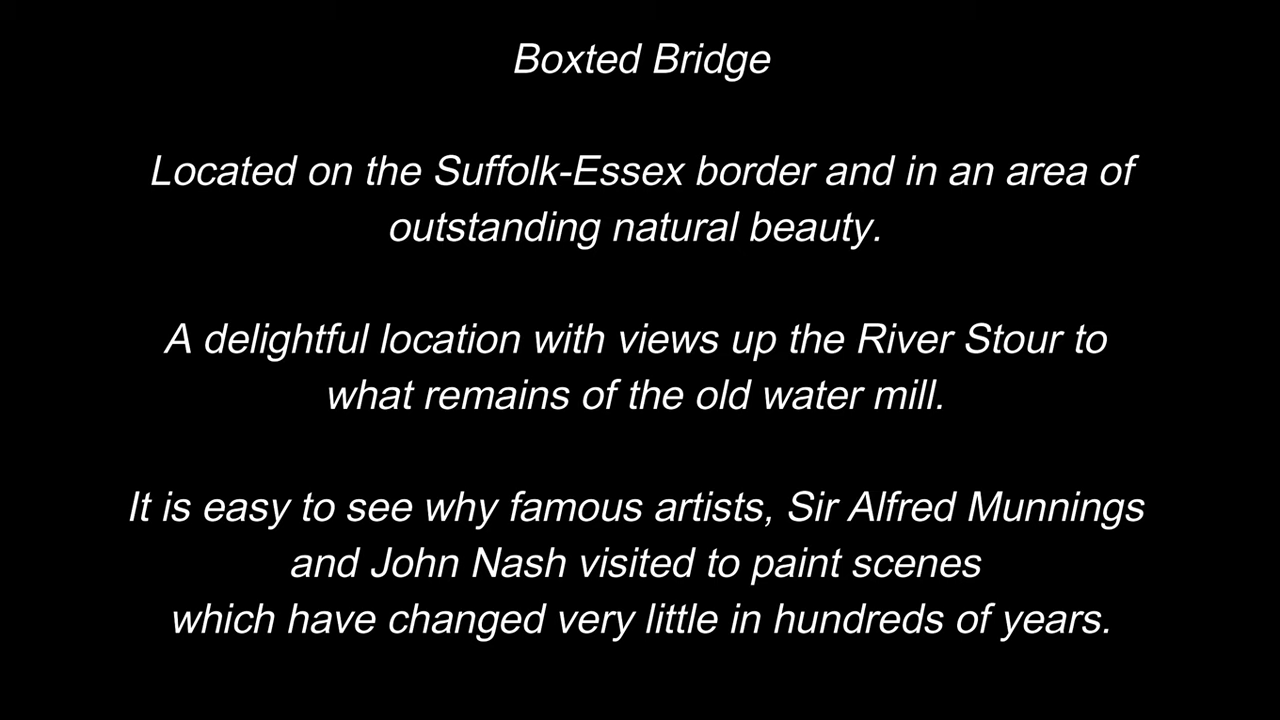 Boxted Bridge
Located on the Suffolk-Essex border and in an area of
outstanding natural beauty.
A delightful location with views up the River Stour to
what remains of the old water mill.
It is easy to see why famous artists, Sir Alfred Munnings
and John Nash visited to paint scenes
which have changed very little in hundreds of years.